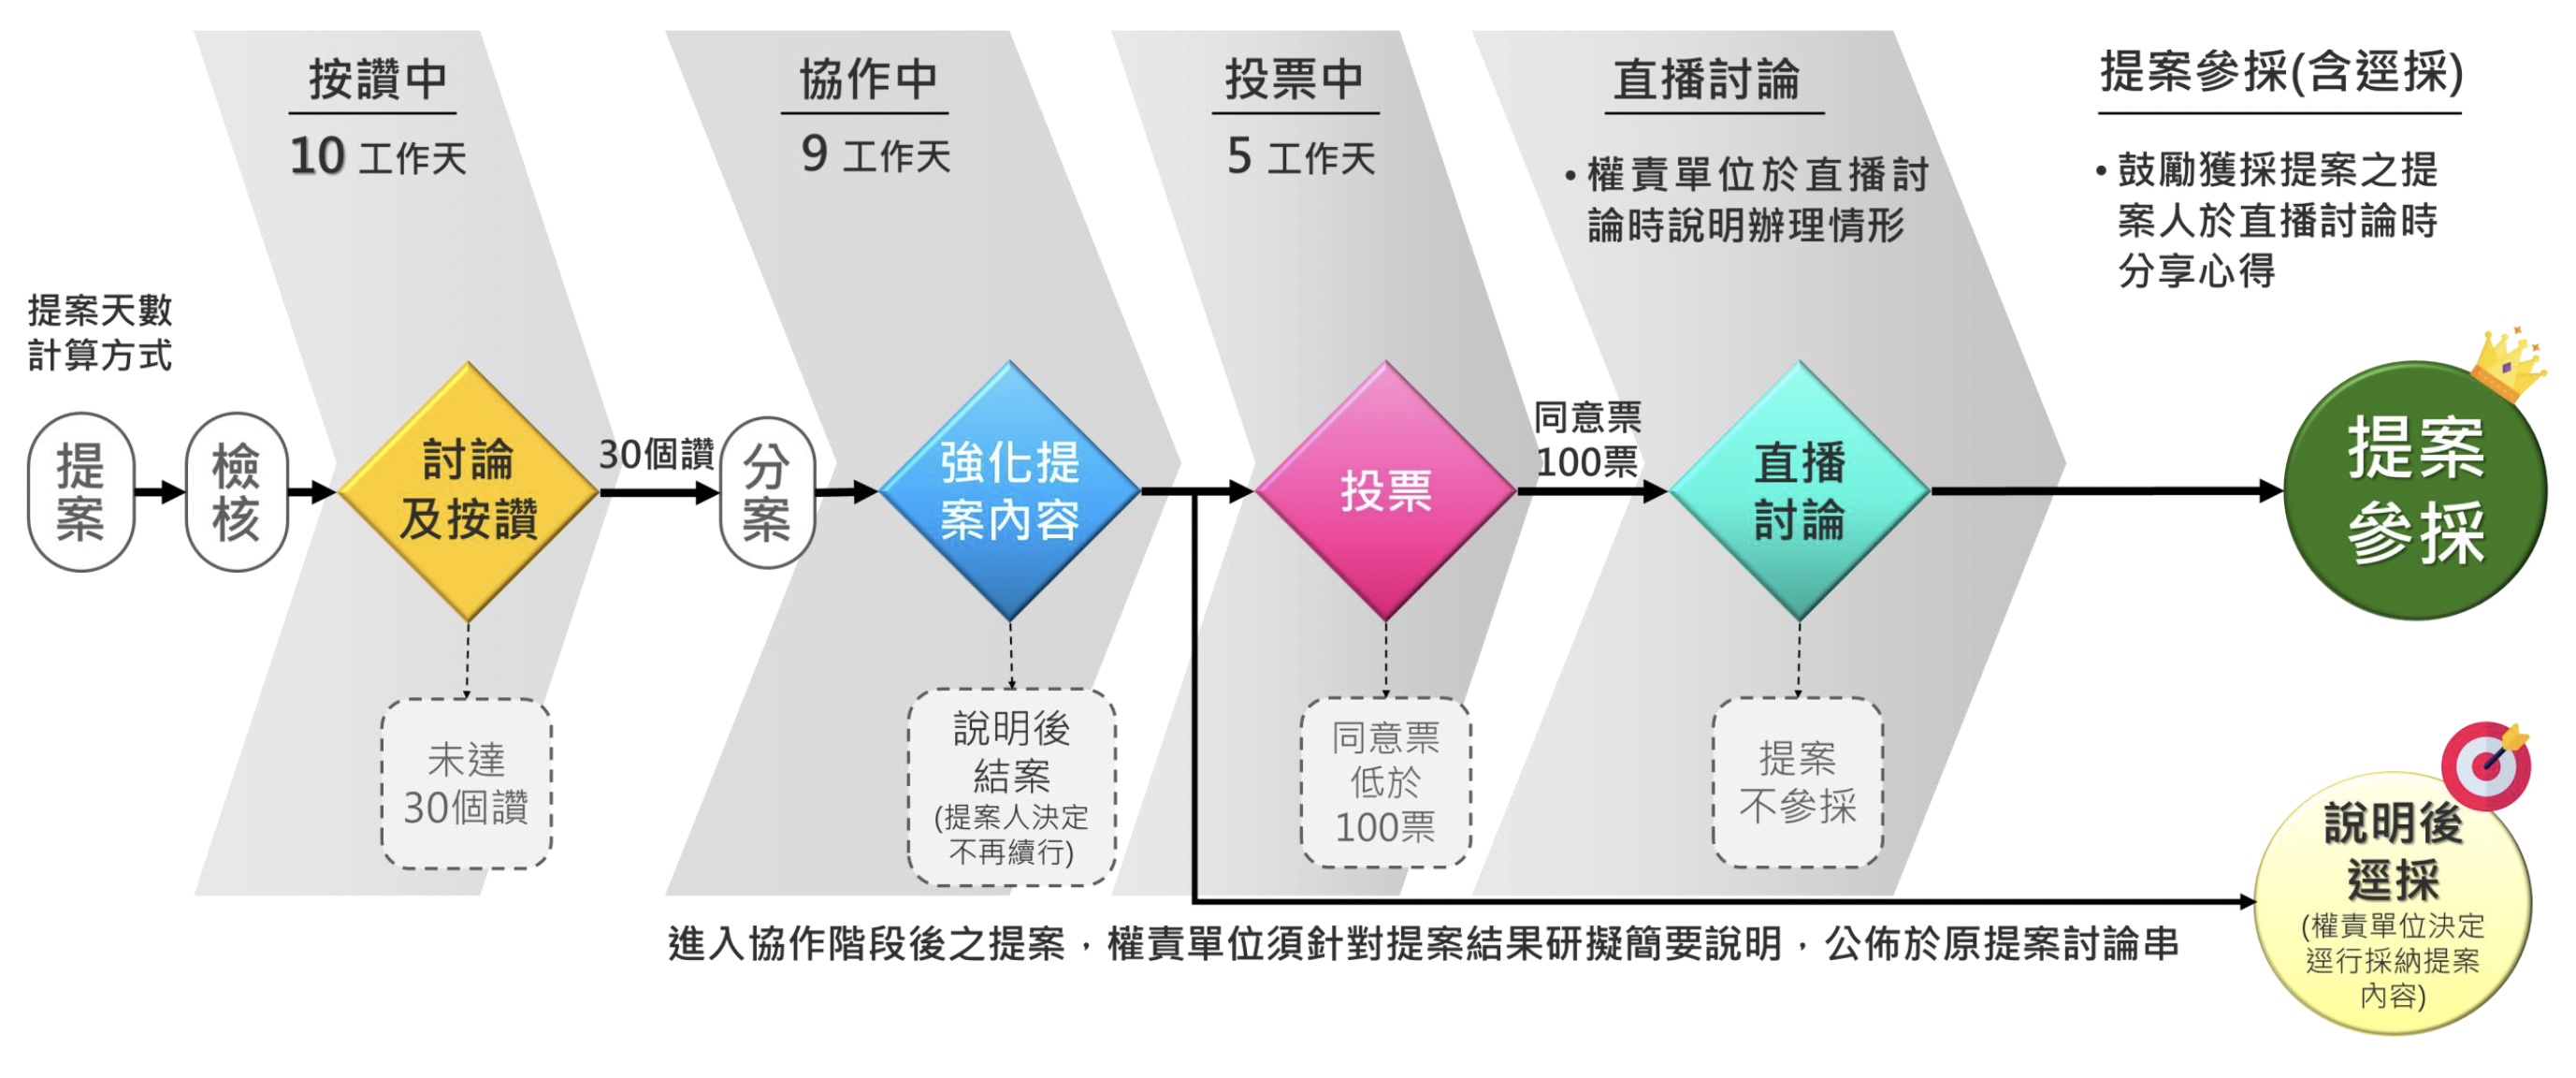 按讚中
10 工作天
協作中
9 工作天
投票中
5 工作天
直播討論
• 權責單位於直播討
論時說明辦理情形
提案參採(含逕採)
• 鼓勵獲採提案之提
案人於直播討論時
分享心得
提案天數
計算方式
提
案
檢
核
討論
及按讚
30個讚
分
案
強化提
案內容
投票
同意票
100票
直播
討論
提案
參採
未達
30個讚
說明後
結案
(提案人決定
不再續行)
同意票
低於
100票
提案
不參採
說明後
逕採
(權責單位決定
逕行採納提案
內容)
進入協作階段後之提案，權責單位須針對提案結果研擬簡要說明，公佈於原提案討論串